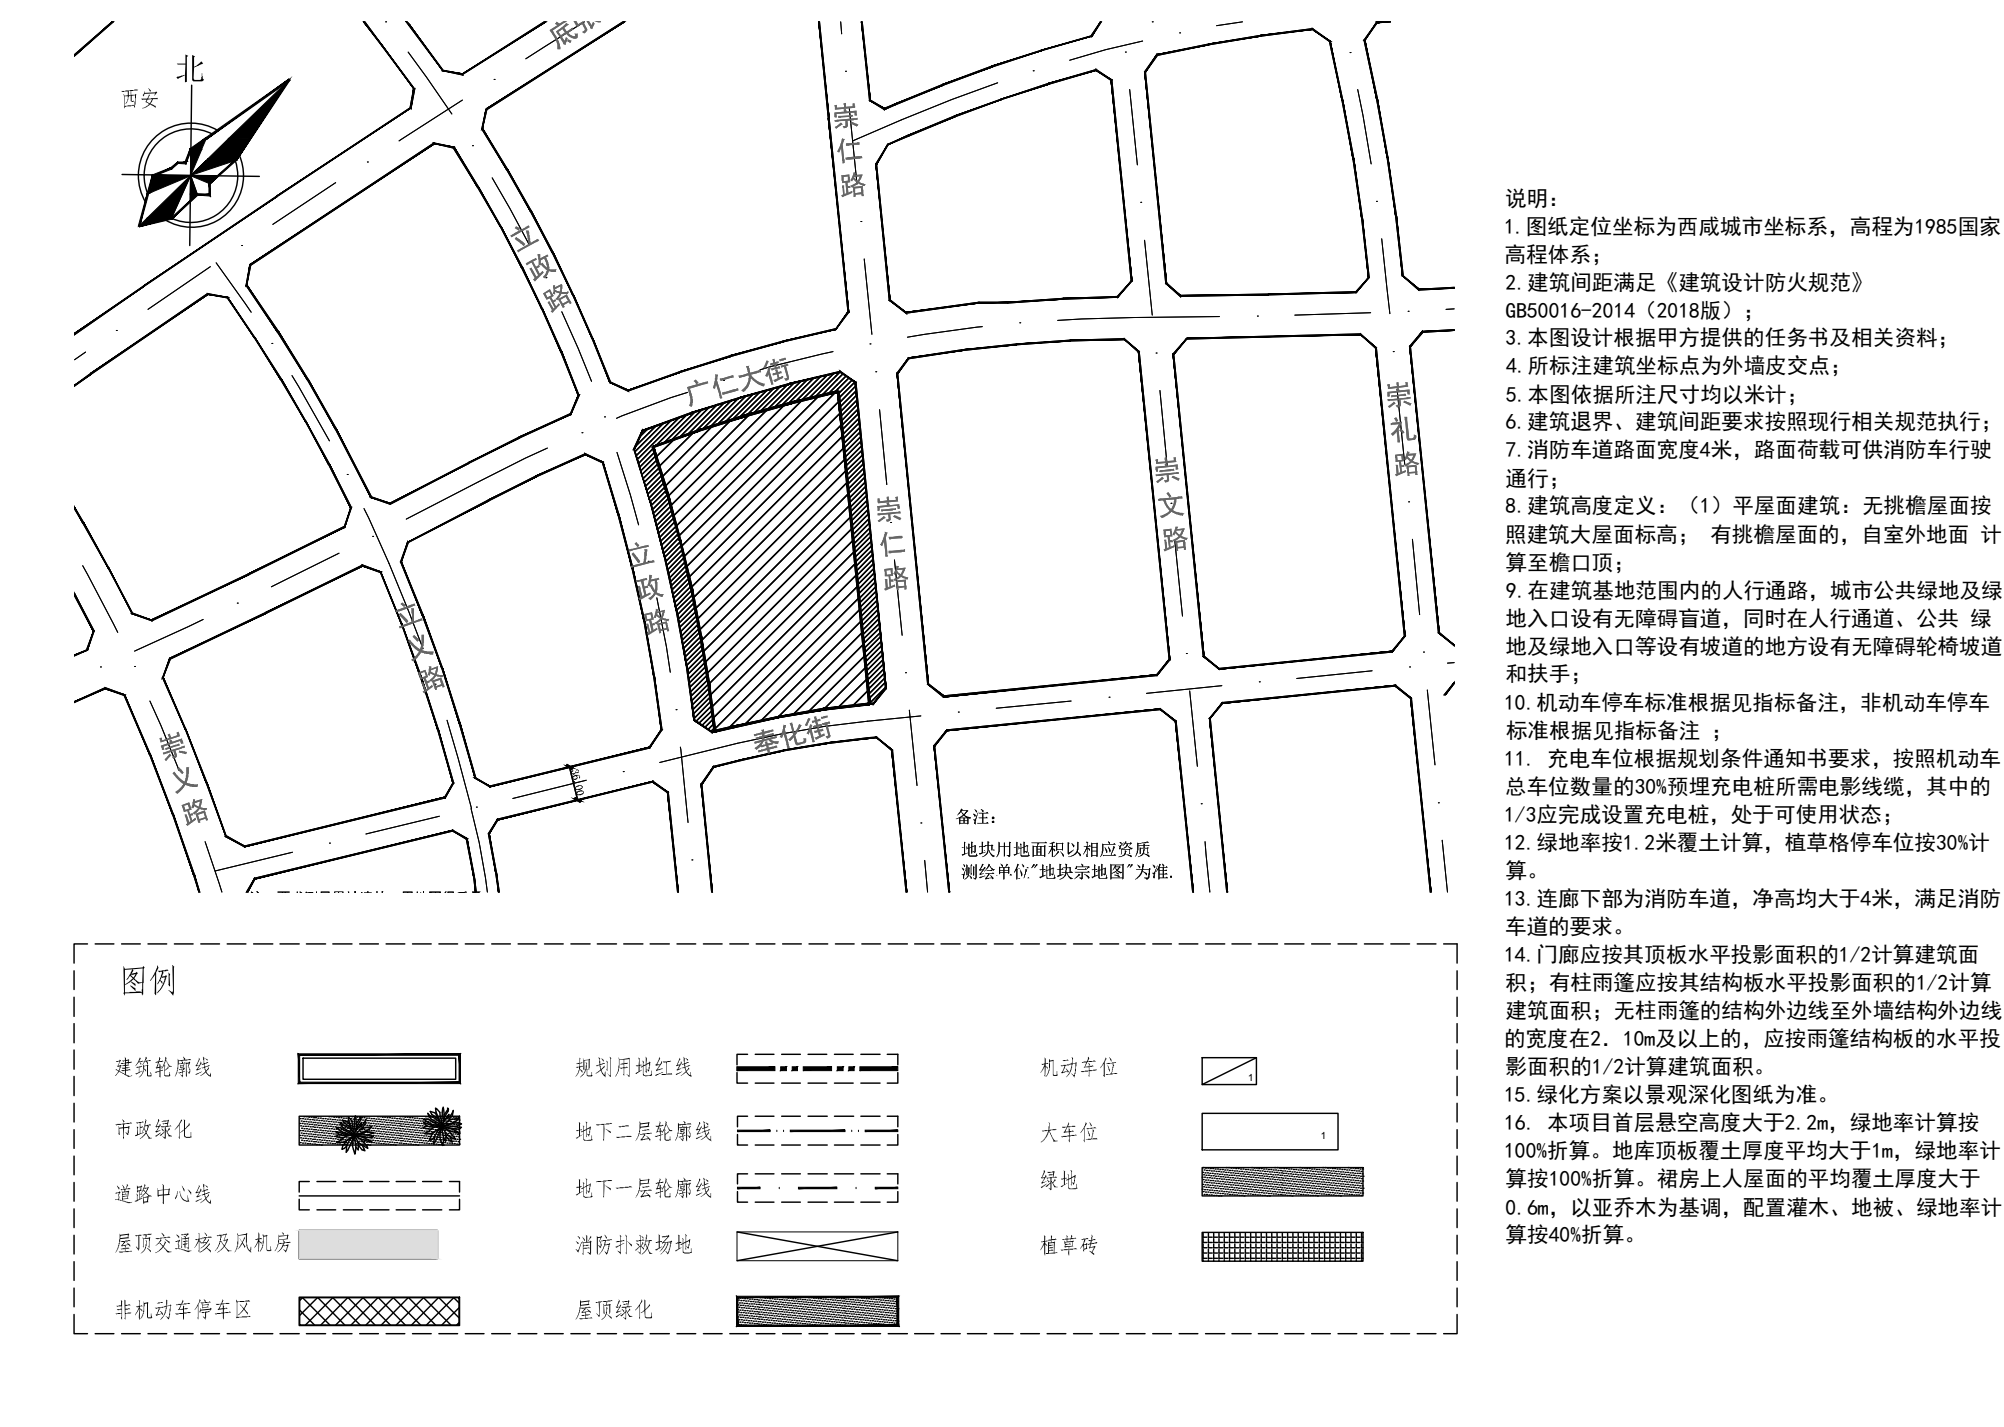 北
西安
崇仁路
立政路
广仁大街
崇礼路
崇文路
崇仁路
立政路
立义路
奉化街
崇义路
36.00
备注:
地块用地面积以相应资质
测绘单位"地块宗地图"为准.
图例
建筑轮廓线
规划用地红线
机动车位
1
市政绿化
地下二层轮廓线
大车位
1
道路中心线
地下一层轮廓线
绿地
屋顶交通核及风机房
消防扑救场地
植草砖
非机动车停车区
屋顶绿化
说明:
1.图纸定位坐标为西咸城市坐标系，高程为1985国家
高程体系；
2.建筑间距满足《建筑设计防火规范》
GB50016-2014（2018版）；
3.本图设计根据甲方提供的任务书及相关资料；
4.所标注建筑坐标点为外墙皮交点；
5.本图依据所注尺寸均以米计；
6.建筑退界、建筑间距要求按照现行相关规范执行；
7.消防车道路面宽度4米，路面荷载可供消防车行驶
通行；
8.建筑高度定义：（1）平屋面建筑：无挑檐屋面按
照建筑大屋面标高； 有挑檐屋面的，自室外地面 计
算至檐口顶；
9.在建筑基地范围内的人行通路，城市公共绿地及绿
地入口设有无障碍盲道，同时在人行通道、公共 绿
地及绿地入口等设有坡道的地方设有无障碍轮椅坡道
和扶手；
10.机动车停车标准根据见指标备注，非机动车停车
标准根据见指标备注 ；
11. 充电车位根据规划条件通知书要求，按照机动车
总车位数量的30%预埋充电桩所需电影线缆，其中的
1/3应完成设置充电桩，处于可使用状态；
12.绿地率按1.2米覆土计算，植草格停车位按30%计
算。
13.连廊下部为消防车道，净高均大于4米，满足消防
车道的要求。
14.门廊应按其顶板水平投影面积的1/2计算建筑面
积；有柱雨篷应按其结构板水平投影面积的1/2计算
建筑面积；无柱雨篷的结构外边线至外墙结构外边线
的宽度在2．10m及以上的，应按雨篷结构板的水平投
影面积的1/2计算建筑面积。
15.绿化方案以景观深化图纸为准。
16. 本项目首层悬空高度大于2.2m，绿地率计算按
100%折算。地库顶板覆土厚度平均大于1m，绿地率计
算按100%折算。裙房上人屋面的平均覆土厚度大于
0.6m，以亚乔木为基调，配置灌木、地被、绿地率计
算按40%折算。